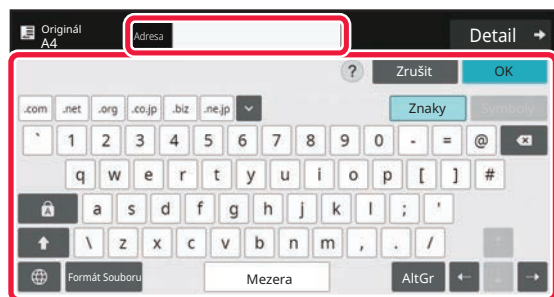 Originál
A4
Adresa
Detail
?
Zrušit
OK
.com .net .org .co.jp .biz .ne.jp
Znaky
Symboly
` 1 2 3 4 5 6 7 8 9 0 - = @
q w e r t y u i o p [ ] #
A a s d f g h j k l ; '
\ z x c v b n m , . /
Formát Souboru
Mezera
AltGr